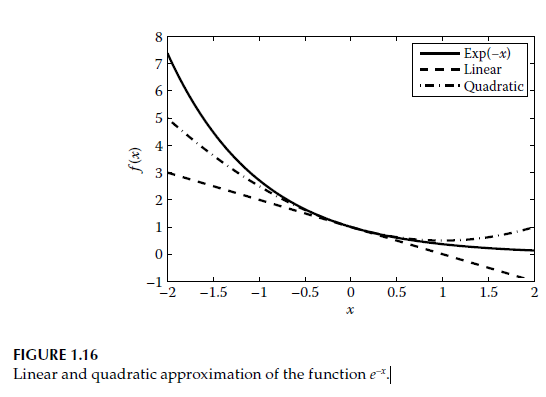 8
7
6
5
4
3
2
1
0
−1
f(x)
Exp(−x)
Linear
Quadratic
−2 −1.5 −1 −0.5 0 0.5 1 1.5 2
x
FIGURE 1.16
Linear and quadratic approximation of the function e⁻ˣ.